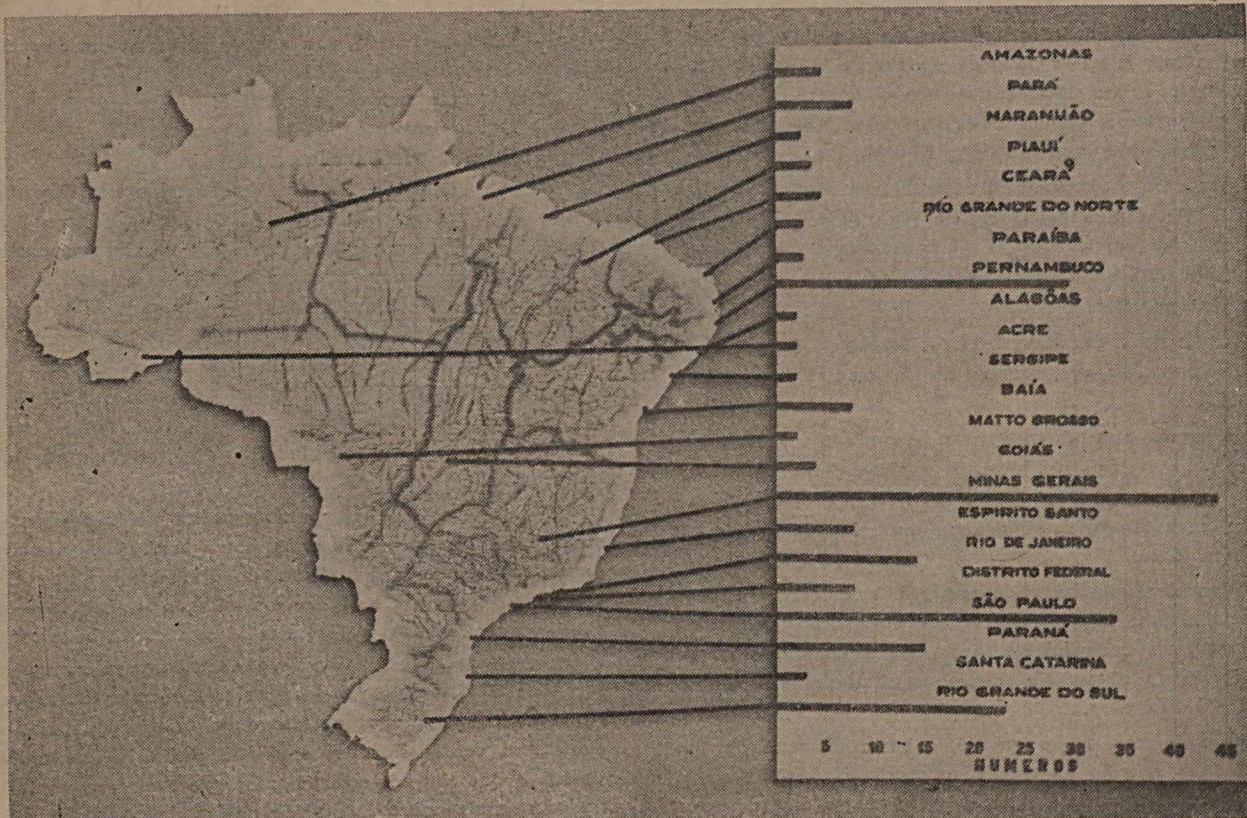 AMAZONAS
PARÁ
MARANUÃO
PIAUÍ
CEARÁ
RÍO GRANDE DO NORTE
PARAÍBA
PERNAMBUCO
ALAGÔAS
ACRE
SERGIPE
BAÍA
MATTO GROSSO
GOIÁS
MINAS GERAIS
ESPIRITO SANTO
RIO DE JANEIRO
DISTRITO FEDERAL
SÃO PAULO
PARANÁ
SANTA CATARINA
RIO GRANDE DO SUL
5 10 15 20 25 30 35 40 45
NUMEROS